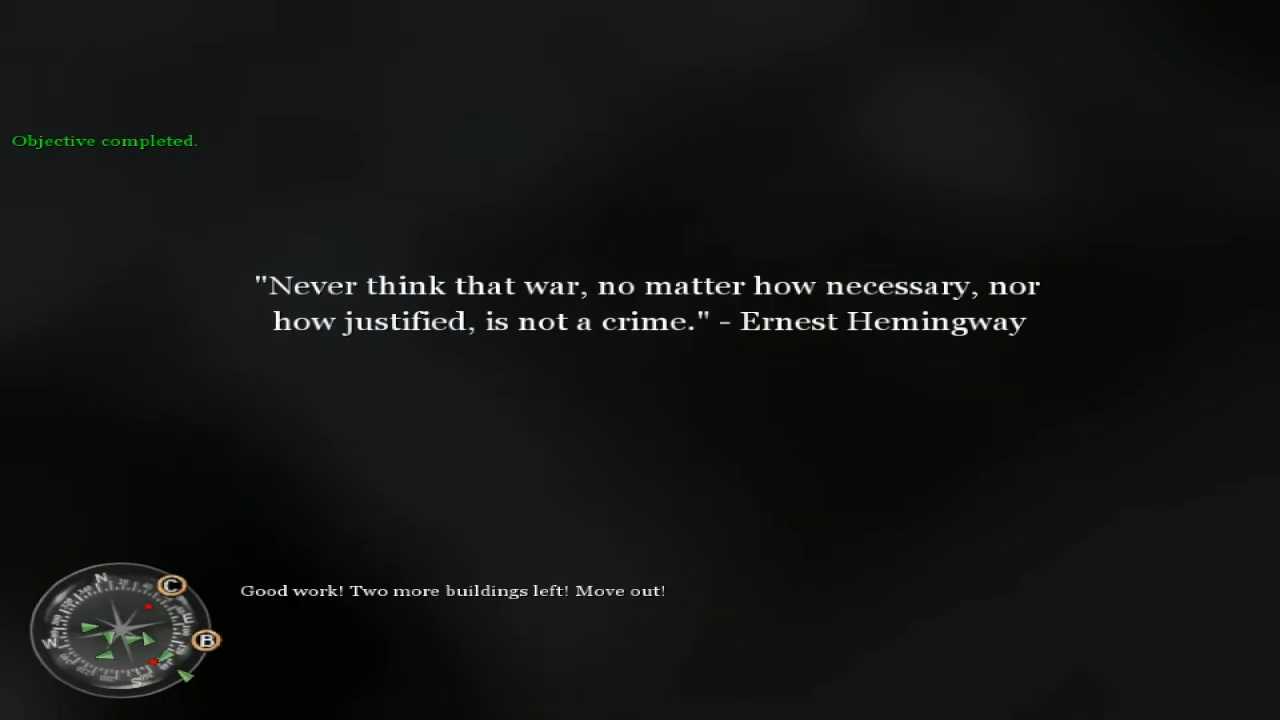 Objective completed.
"Never think that war, no matter how necessary, nor
how justified, is not a crime." - Ernest Hemingway
Good work! Two more buildings left! Move out!
N
C
W
B
S